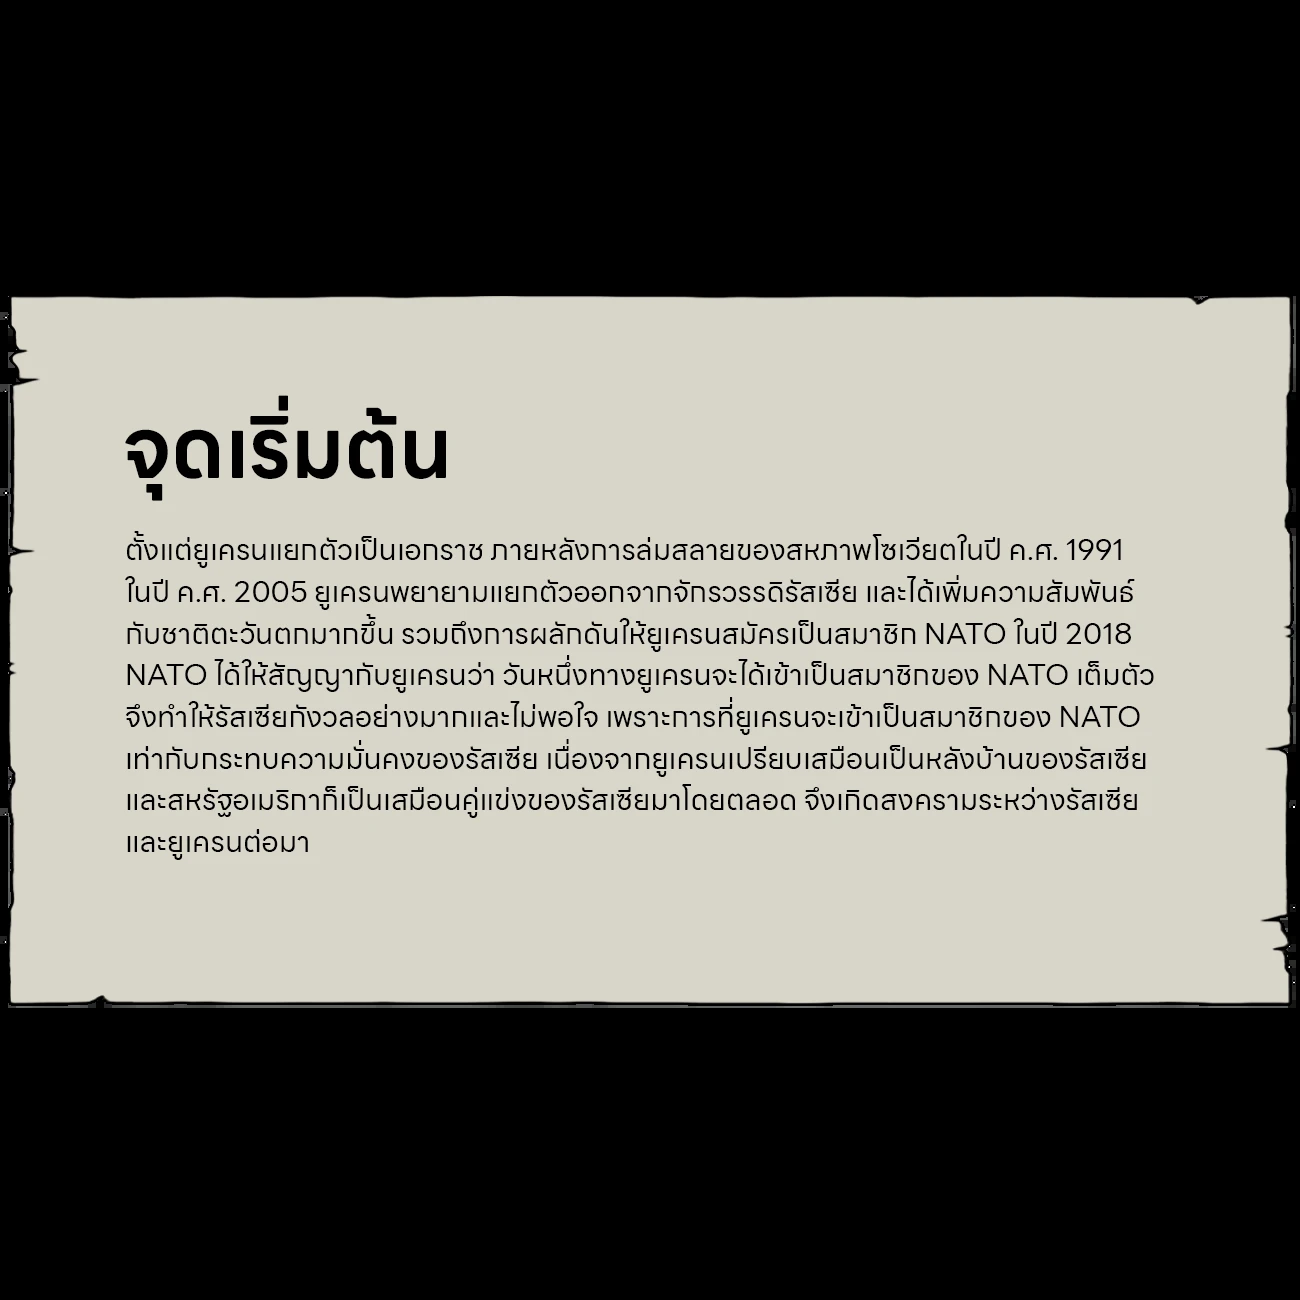 จุดเริ่มต้น
ตั้งแต่ยูเครนแยกตัวเป็นเอกราช ภายหลังการล่มสลายของสหภาพโซเวียตในปี ค.ศ. 1991
ในปี ค.ศ. 2005 ยูเครนพยายามแยกตัวออกจากจักรวรรดิรัสเซีย และได้เพิ่มความสัมพันธ์
กับชาติตะวันตกมากขึ้น รวมถึงการผลักดันให้ยูเครนสมัครเป็นสมาชิก NATO ในปี 2018
NATO ได้ให้สัญญากับยูเครนว่า วันหนึ่งทางยูเครนจะได้เข้าเป็นสมาชิกของ NATO เต็มตัว
จึงทำให้รัสเซียกังวลอย่างมากและไม่พอใจ เพราะการที่ยูเครนจะเข้าเป็นสมาชิกของ NATO
เท่ากับกระทบความมั่นคงของรัสเซีย เนื่องจากยูเครนเปรียบเสมือนเป็นหลังบ้านของรัสเซีย
และสหรัฐอเมริกาก็เป็นเสมือนคู่แข่งของรัสเซียมาโดยตลอด จึงเกิดสงครามระหว่างรัสเซีย
และยูเครนต่อมา